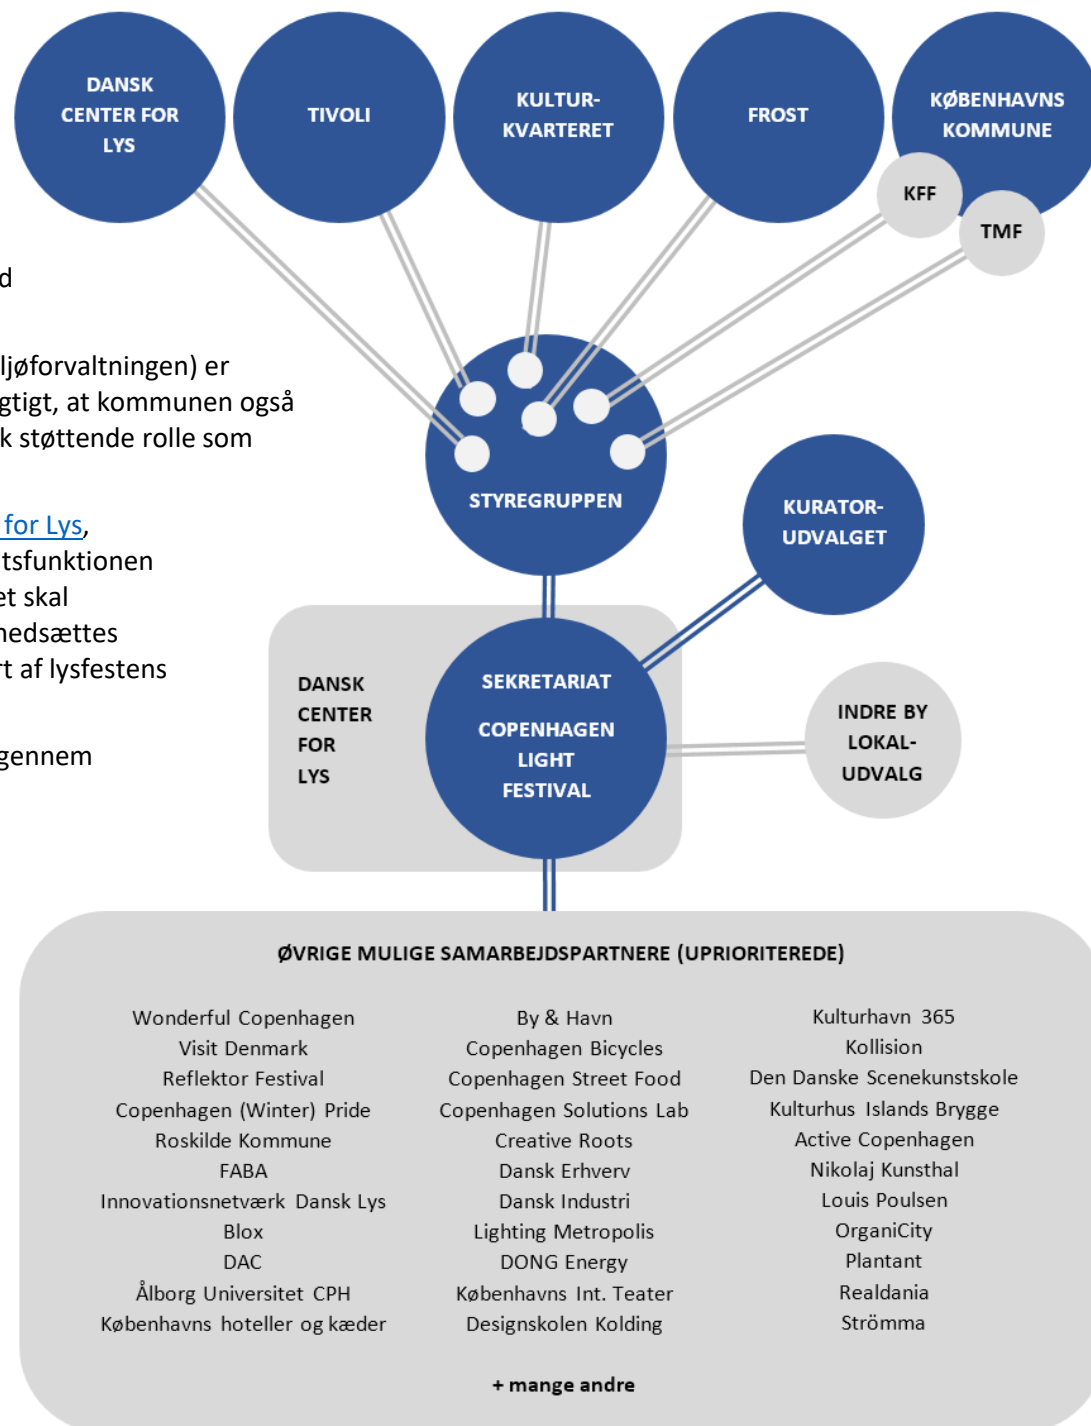 DANSK
CENTER FOR
LYS
TIVOLI
KULTUR-
KVARTERET
FROST
KØBENHAVNS
KOMMUNE
KFF
TMF
d
ljøforvaltningen) er
gtigt, at kommunen også
k støttende rolle som
for Lys,
tsfunktionen
et skal
nedsættes
rt af lysfestens
gennem
STYREGRUPPEN
KURATOR-
UDVALGET
DANSK
CENTER
FOR
LYS
SEKRETARIAT
COPENHAGEN
LIGHT
FESTIVAL
INDRE BY
LOKAL-
UDVALG
ØVRIGE MULIGE SAMARBEJDSPARTNERE (UPRIORITEREDE)
Wonderful Copenhagen
Visit Denmark
Reflektor Festival
Copenhagen (Winter) Pride
Roskilde Kommune
FABA
Innovationsnetværk Dansk Lys
Blox
DAC
Ålborg Universitet CPH
Københavns hoteller og kæder
By & Havn
Copenhagen Bicycles
Copenhagen Street Food
Copenhagen Solutions Lab
Creative Roots
Dansk Erhverv
Dansk Industri
Lighting Metropolis
DONG Energy
Københavns Int. Teater
Designskolen Kolding
Kulturhavn 365
Kollision
Den Danske Scenekunstskole
Kulturhus Islands Brygge
Active Copenhagen
Nikolaj Kunsthal
Louis Poulsen
OrganiCity
Plantant
Realdania
Strömma
+ mange andre